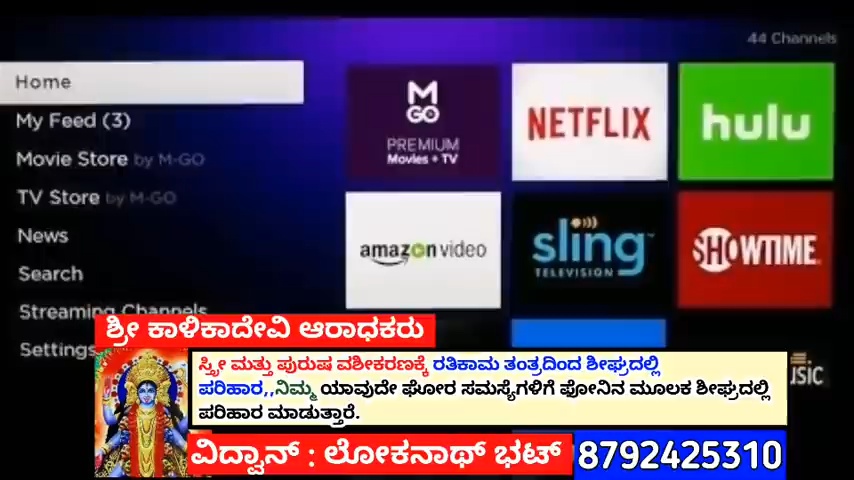 44 Channels
Home
My Feed (3)
Movie Store by M-GO
TV Store by M-GO
News
Search
Streaming Channels
Settings
M
GO
PREMIUM
Movies + TV
NETFLIX
hulu
amazon video
sling
TELEVISION
SHOWTIME
ಶ್ರೀ ಕಾಳಿಕಾದೇವಿ ಆರಾಧಕರು
ಸ್ತ್ರೀ ಮತ್ತು ಪುರುಷ ವಶೀಕರಣಕ್ಕೆ ರತಿಕಾಮ ತಂತ್ರದಿಂದ ಶೀಘ್ರದಲ್ಲಿ
ಪರಿಹಾರ,,ನಿಮ್ಮ ಯಾವುದೇ ಘೋರ ಸಮಸ್ಯೆಗಳಿಗೆ ಫೋನಿನ ಮೂಲಕ ಶೀಘ್ರದಲ್ಲಿ
ಪರಿಹಾರ ಮಾಡುತ್ತಾರೆ.
ವಿದ್ವಾನ್ : ಲೋಕನಾಥ್ ಭಟ್ 8792425310